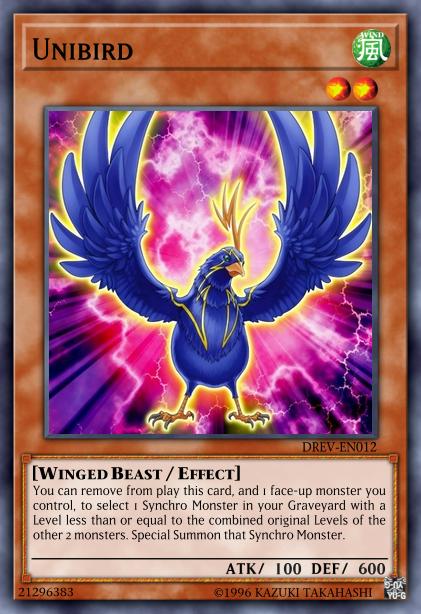 UNIBIRD
WIND
風
DREV-EN012
[WINGED BEAST / EFFECT]
You can remove from play this card, and 1 face-up monster you
control, to select 1 Synchro Monster in your Graveyard with a
Level less than or equal to the combined original Levels of the
other 2 monsters. Special Summon that Synchro Monster.
ATK/ 100 DEF/ 600
21296383
©1996 KAZUKI TAKAHASHI